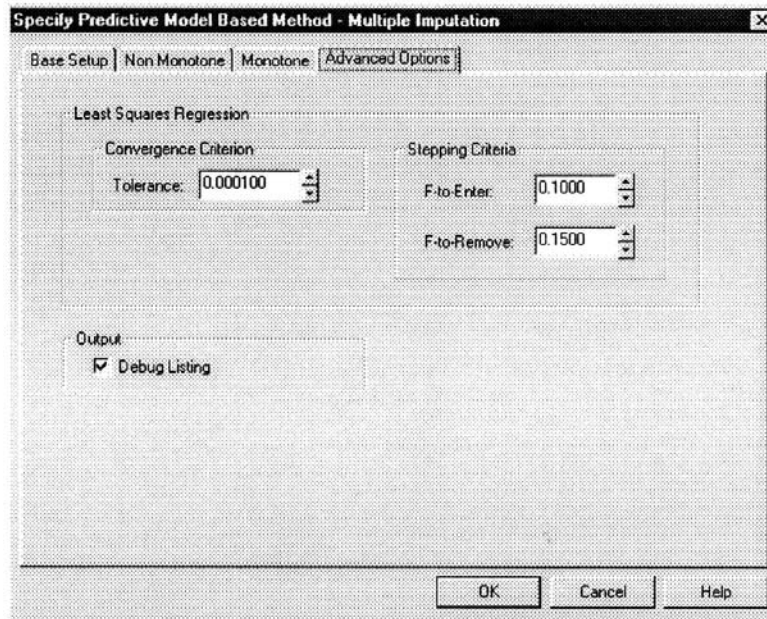 Specify Predictive Model Based Method - Multiple Imputation
Base Setup Non Monotone Monotone Advanced Options
Least Squares Regression
Convergence Criterion
Tolerance: 0.000100
Stepping Criteria
F-to-Enter: 0.1000
F-to-Remove: 0.1500
Output
Debug Listing
OK Cancel Help